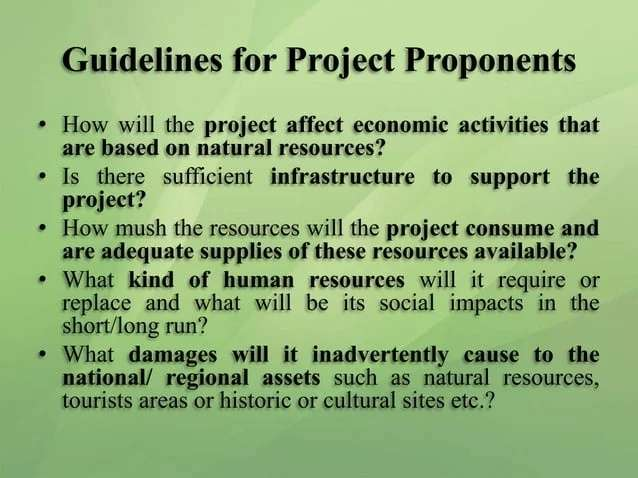 Guidelines for Project Proponents
• How will the project affect economic activities that
are based on natural resources?
• Is there sufficient infrastructure to support the
project?
• How mush the resources will the project consume and
are adequate supplies of these resources available?
• What kind of human resources will it require or
replace and what will be its social impacts in the
short/long run?
• What damages will it inadvertently cause to the
national/ regional assets such as natural resources,
tourists areas or historic or cultural sites etc.?